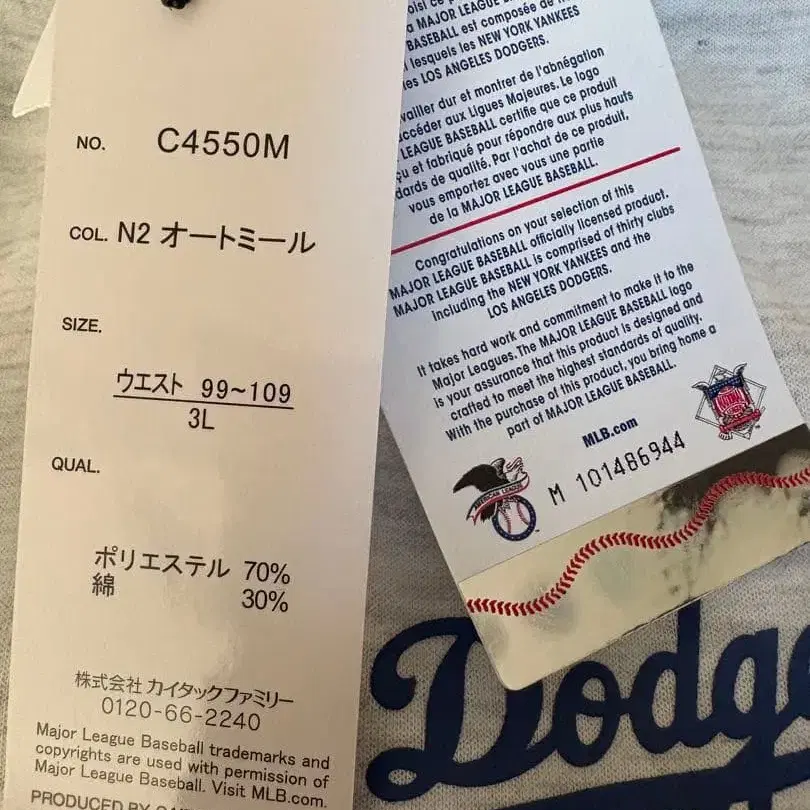 NO. C4550M
COL. N2 オートミール
SIZE.
ウエスト 99~109
3L
QUAL.
ポリエステル 70%
綿 30%
株式会社 カイタックファミリー
0120-66-2240
Major League Baseball trademarks and
copyrights are used with permission of
Major League Baseball. Visit MLB.com.
PRODUCED BY
a MAJOR LEAGUE
BASEBALL est composée de
lesquels les NEW YORK YANKEES
les LOS ANGELES DODGERS.
dur et montrer de l'abnégation
accéder aux Ligues Majeures. Le logo
LEAGUE BASEBALL certifie que ce produit
et fabriqué pour répondre aux plus hauts
de qualité. Par l'achat de ce produit,
vous emportez avec vous une partie
de la MAJOR LEAGUE BASEBALL.
Congratulations on your selection of this
MAJOR LEAGUE BASEBALL officially licensed product.
MAJOR LEAGUE BASEBALL is comprised of thirty clubs
including the NEW YORK YANKEES and the
LOS ANGELES DODGERS.
It takes hard work and commitment to make it to the
Major Leagues. The MAJOR LEAGUE BASEBALL logo
is your assurance that this product is designed and
crafted to meet the highest standards of quality.
With the purchase of this product, you bring home a
part of MAJOR LEAGUE BASEBALL.
MLB.com
M 101486944
AMERICAN LEAGUE
Dodge